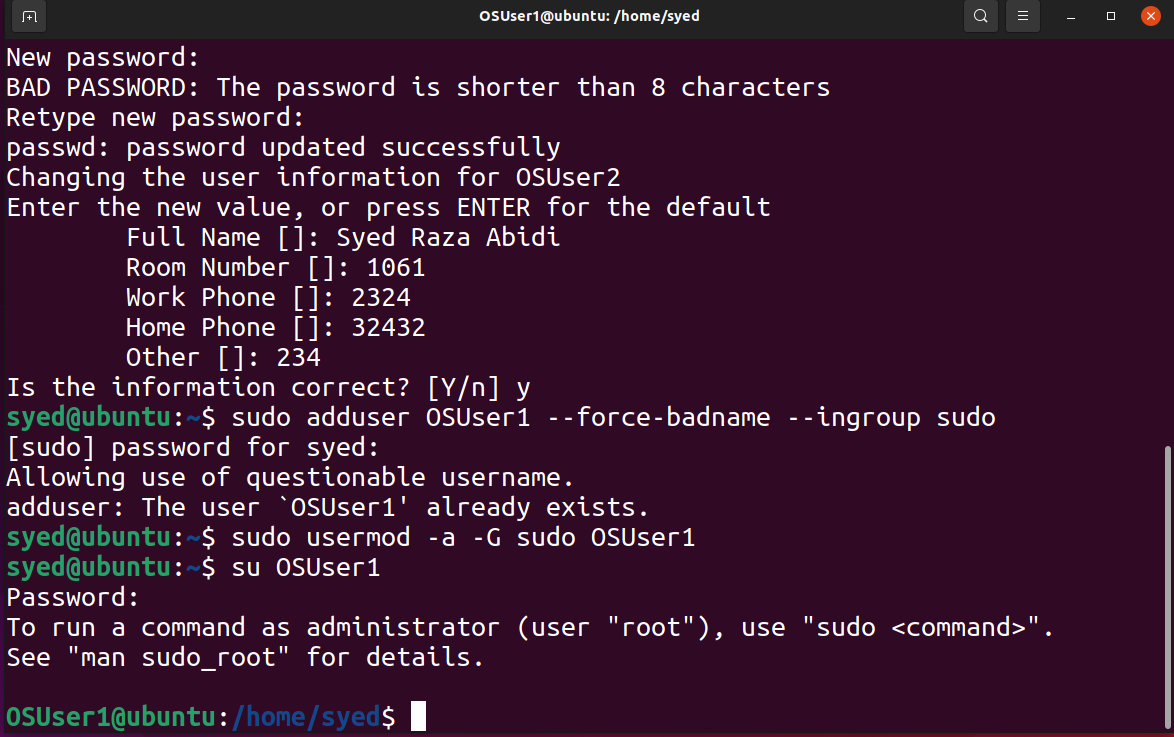 OSUser1@ubuntu: /home/syed
New password:
BAD PASSWORD: The password is shorter than 8 characters
Retype new password:
passwd: password updated successfully
Changing the user information for OSUser2
Enter the new value, or press ENTER for the default
        Full Name []: Syed Raza Abidi
        Room Number []: 1061
        Work Phone []: 2324
        Home Phone []: 32432
        Other []: 234
Is the information correct? [Y/n] y
syed@ubuntu:~$ sudo adduser OSUser1 --force-badname --ingroup sudo
[sudo] password for syed:
Allowing use of questionable username.
adduser: The user `OSUser1' already exists.
syed@ubuntu:~$ sudo usermod -a -G sudo OSUser1
syed@ubuntu:~$ su OSUser1
Password:
To run a command as administrator (user "root"), use "sudo <command>".
See "man sudo_root" for details.

OSUser1@ubuntu:/home/syed$